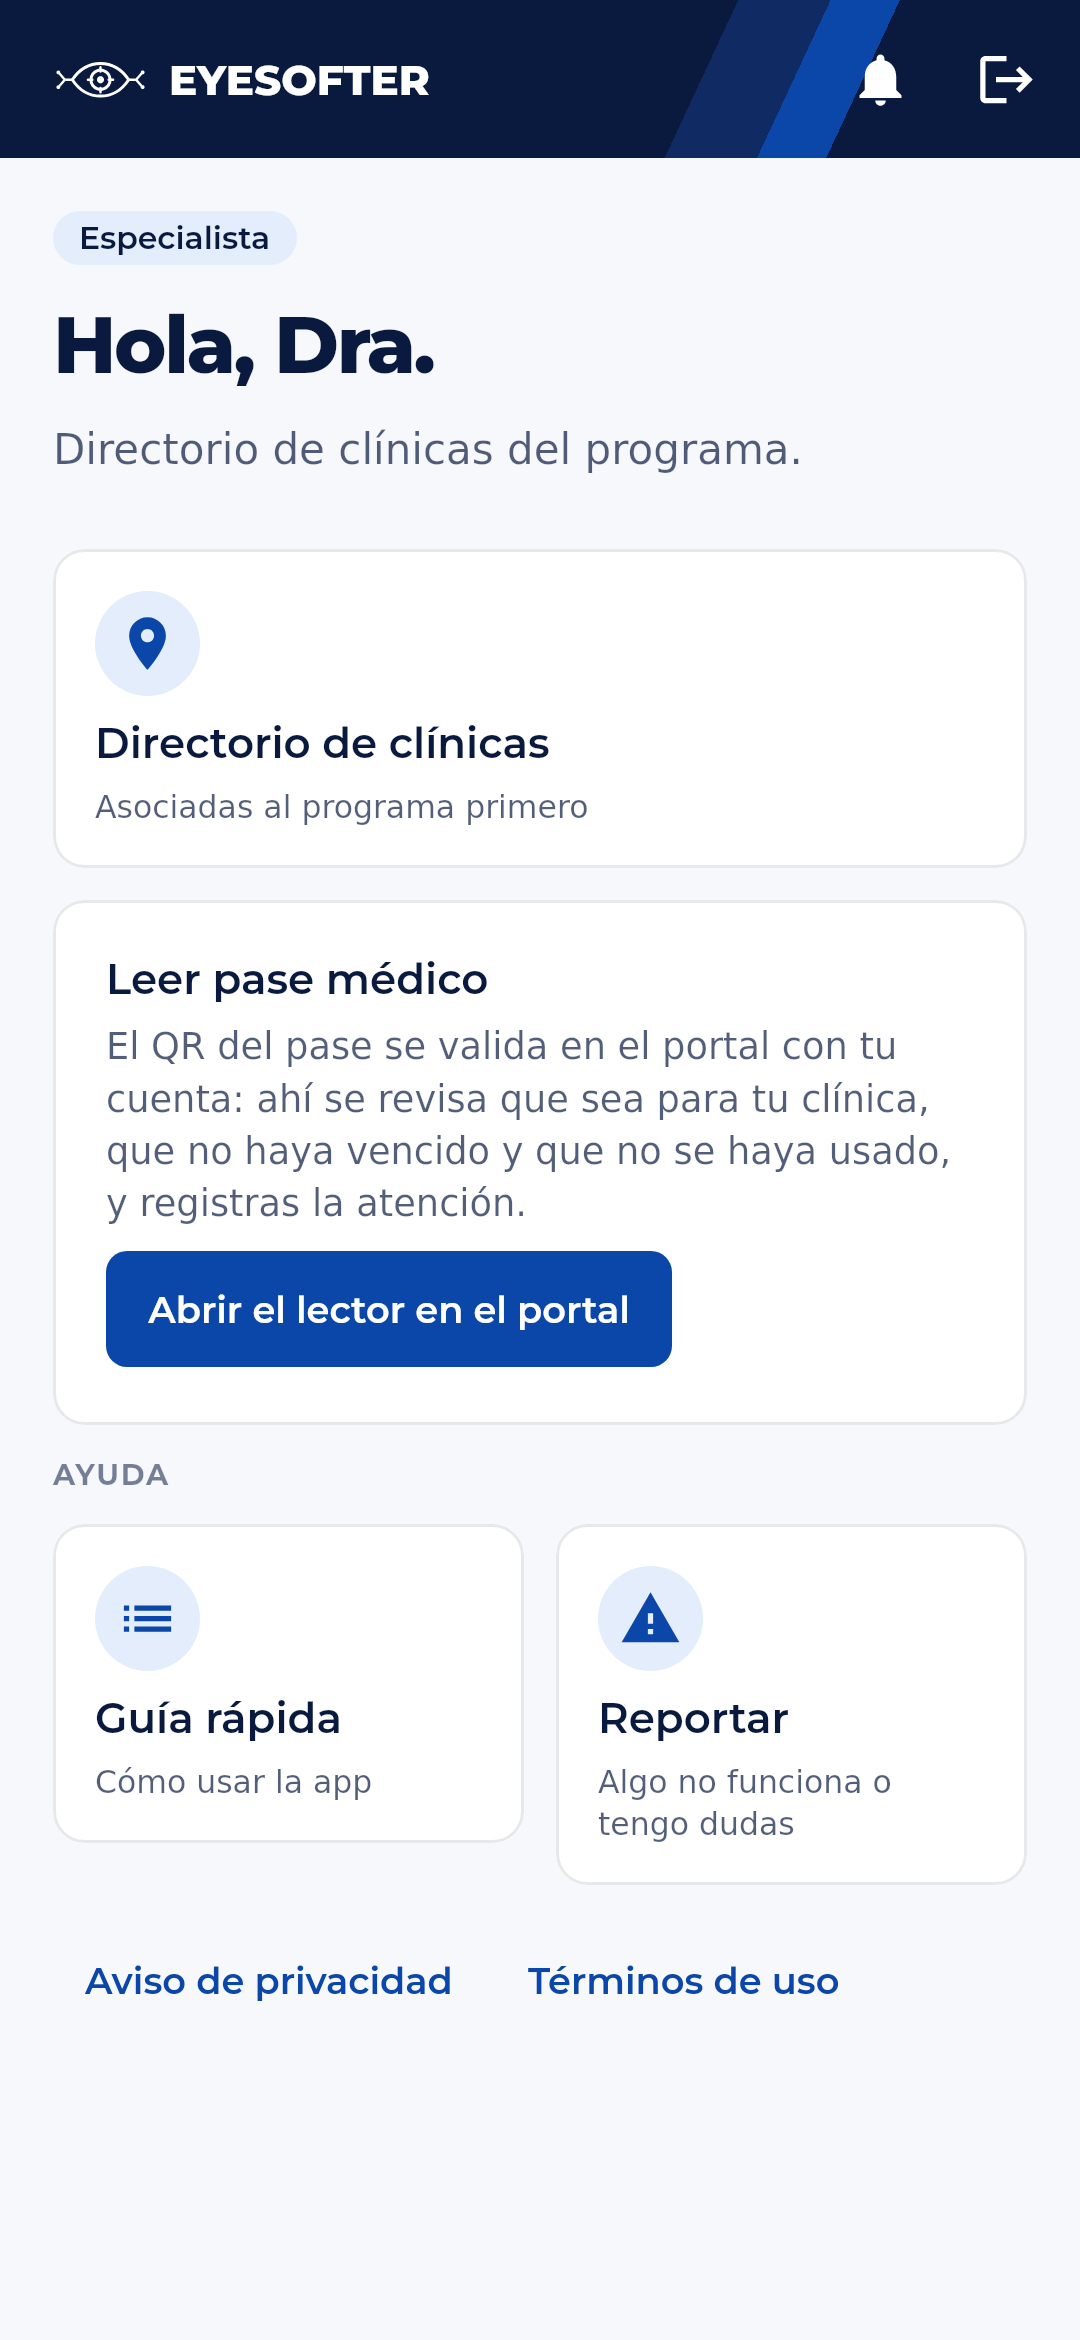 EYESOFTER
Especialista
Hola, Dra.
Directorio de clínicas del programa.
Directorio de clínicas
Asociadas al programa primero
Leer pase médico
El QR del pase se valida en el portal con tu
cuenta: ahí se revisa que sea para tu clínica,
que no haya vencido y que no se haya usado,
y registras la atención.
Abrir el lector en el portal
AYUDA
Guía rápida
Cómo usar la app
Reportar
Algo no funciona o
tengo dudas
Aviso de privacidad
Términos de uso